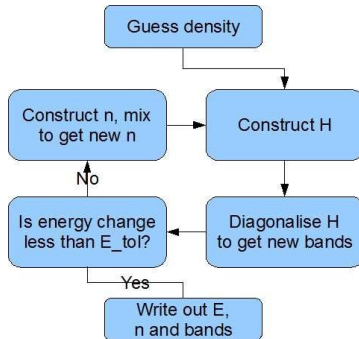 Guess density
Construct n, mix
to get new n
Construct H
No
Is energy change
less than E_tol?
Diagonalise H
to get new bands
Yes
Write out E,
n and bands